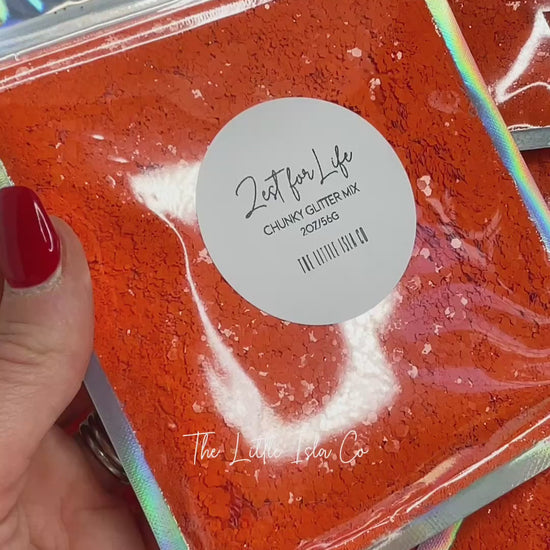 Zest for Life
CHUNKY GLITTER MIX
2OZ/56G
THE LITTLE ISLA CO
The Little Isla Co